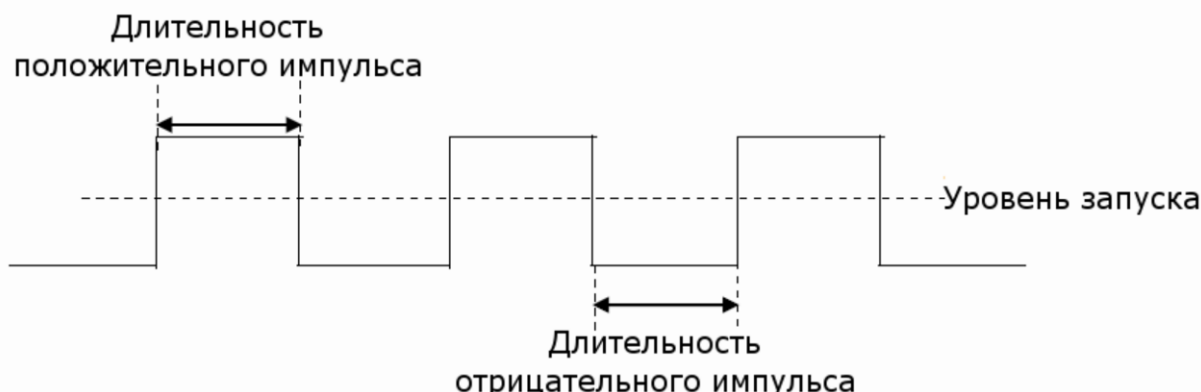 Длительность
положительного импульса
Уровень запуска
Длительность
отрицательного импульса